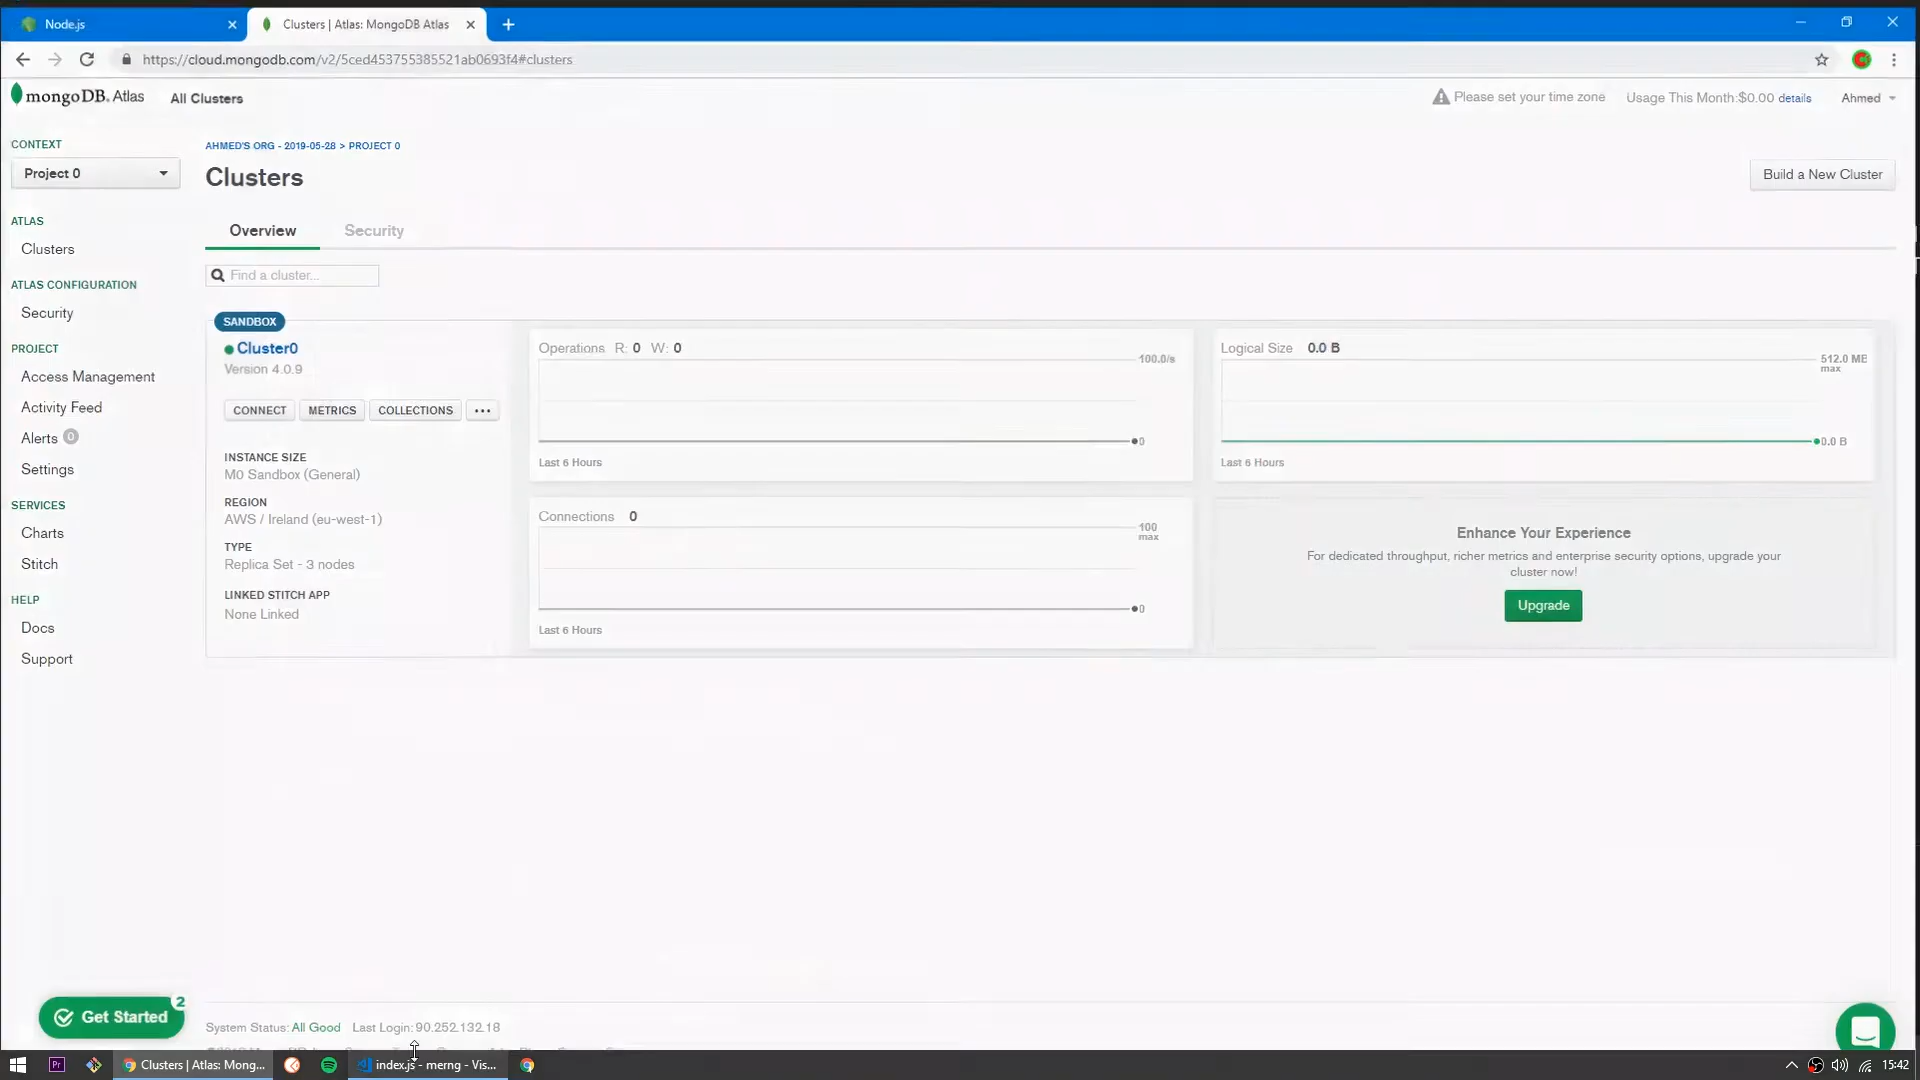 Node.js
Clusters | Atlas: MongoDB Atlas
https://cloud.mongodb.com/v2/5ced453755385521ab0693f4#clusters
mongoDB. Atlas
All Clusters
Please set your time zone
Usage This Month:$0.00 details
Ahmed
CONTEXT
Project 0
ATLAS
Clusters
ATLAS CONFIGURATION
Security
PROJECT
Access Management
Activity Feed
Alerts 0
Settings
SERVICES
Charts
Stitch
HELP
Docs
Support
AHMED'S ORG - 2019-05-28 > PROJECT 0
Clusters
Build a New Cluster
Overview
Security
Find a cluster...
SANDBOX
Cluster0
Version 4.0.9
CONNECT
METRICS
COLLECTIONS
...
INSTANCE SIZE
M0 Sandbox (General)
REGION
AWS / Ireland (eu-west-1)
TYPE
Replica Set - 3 nodes
LINKED STITCH APP
None Linked
Operations R: 0 W: 0
100.0/s
0
Last 6 Hours
Logical Size 0.0 B
512.0 MB
max
0.0 B
Last 6 Hours
Connections 0
100
max
0
Last 6 Hours
Enhance Your Experience
For dedicated throughput, richer metrics and enterprise security options, upgrade your
cluster now!
Upgrade
Get Started
2
System Status: All Good Last Login: 90.252.132.18
Pr
Clusters | Atlas: Mong...
index.js - merng - Vis...
15:42